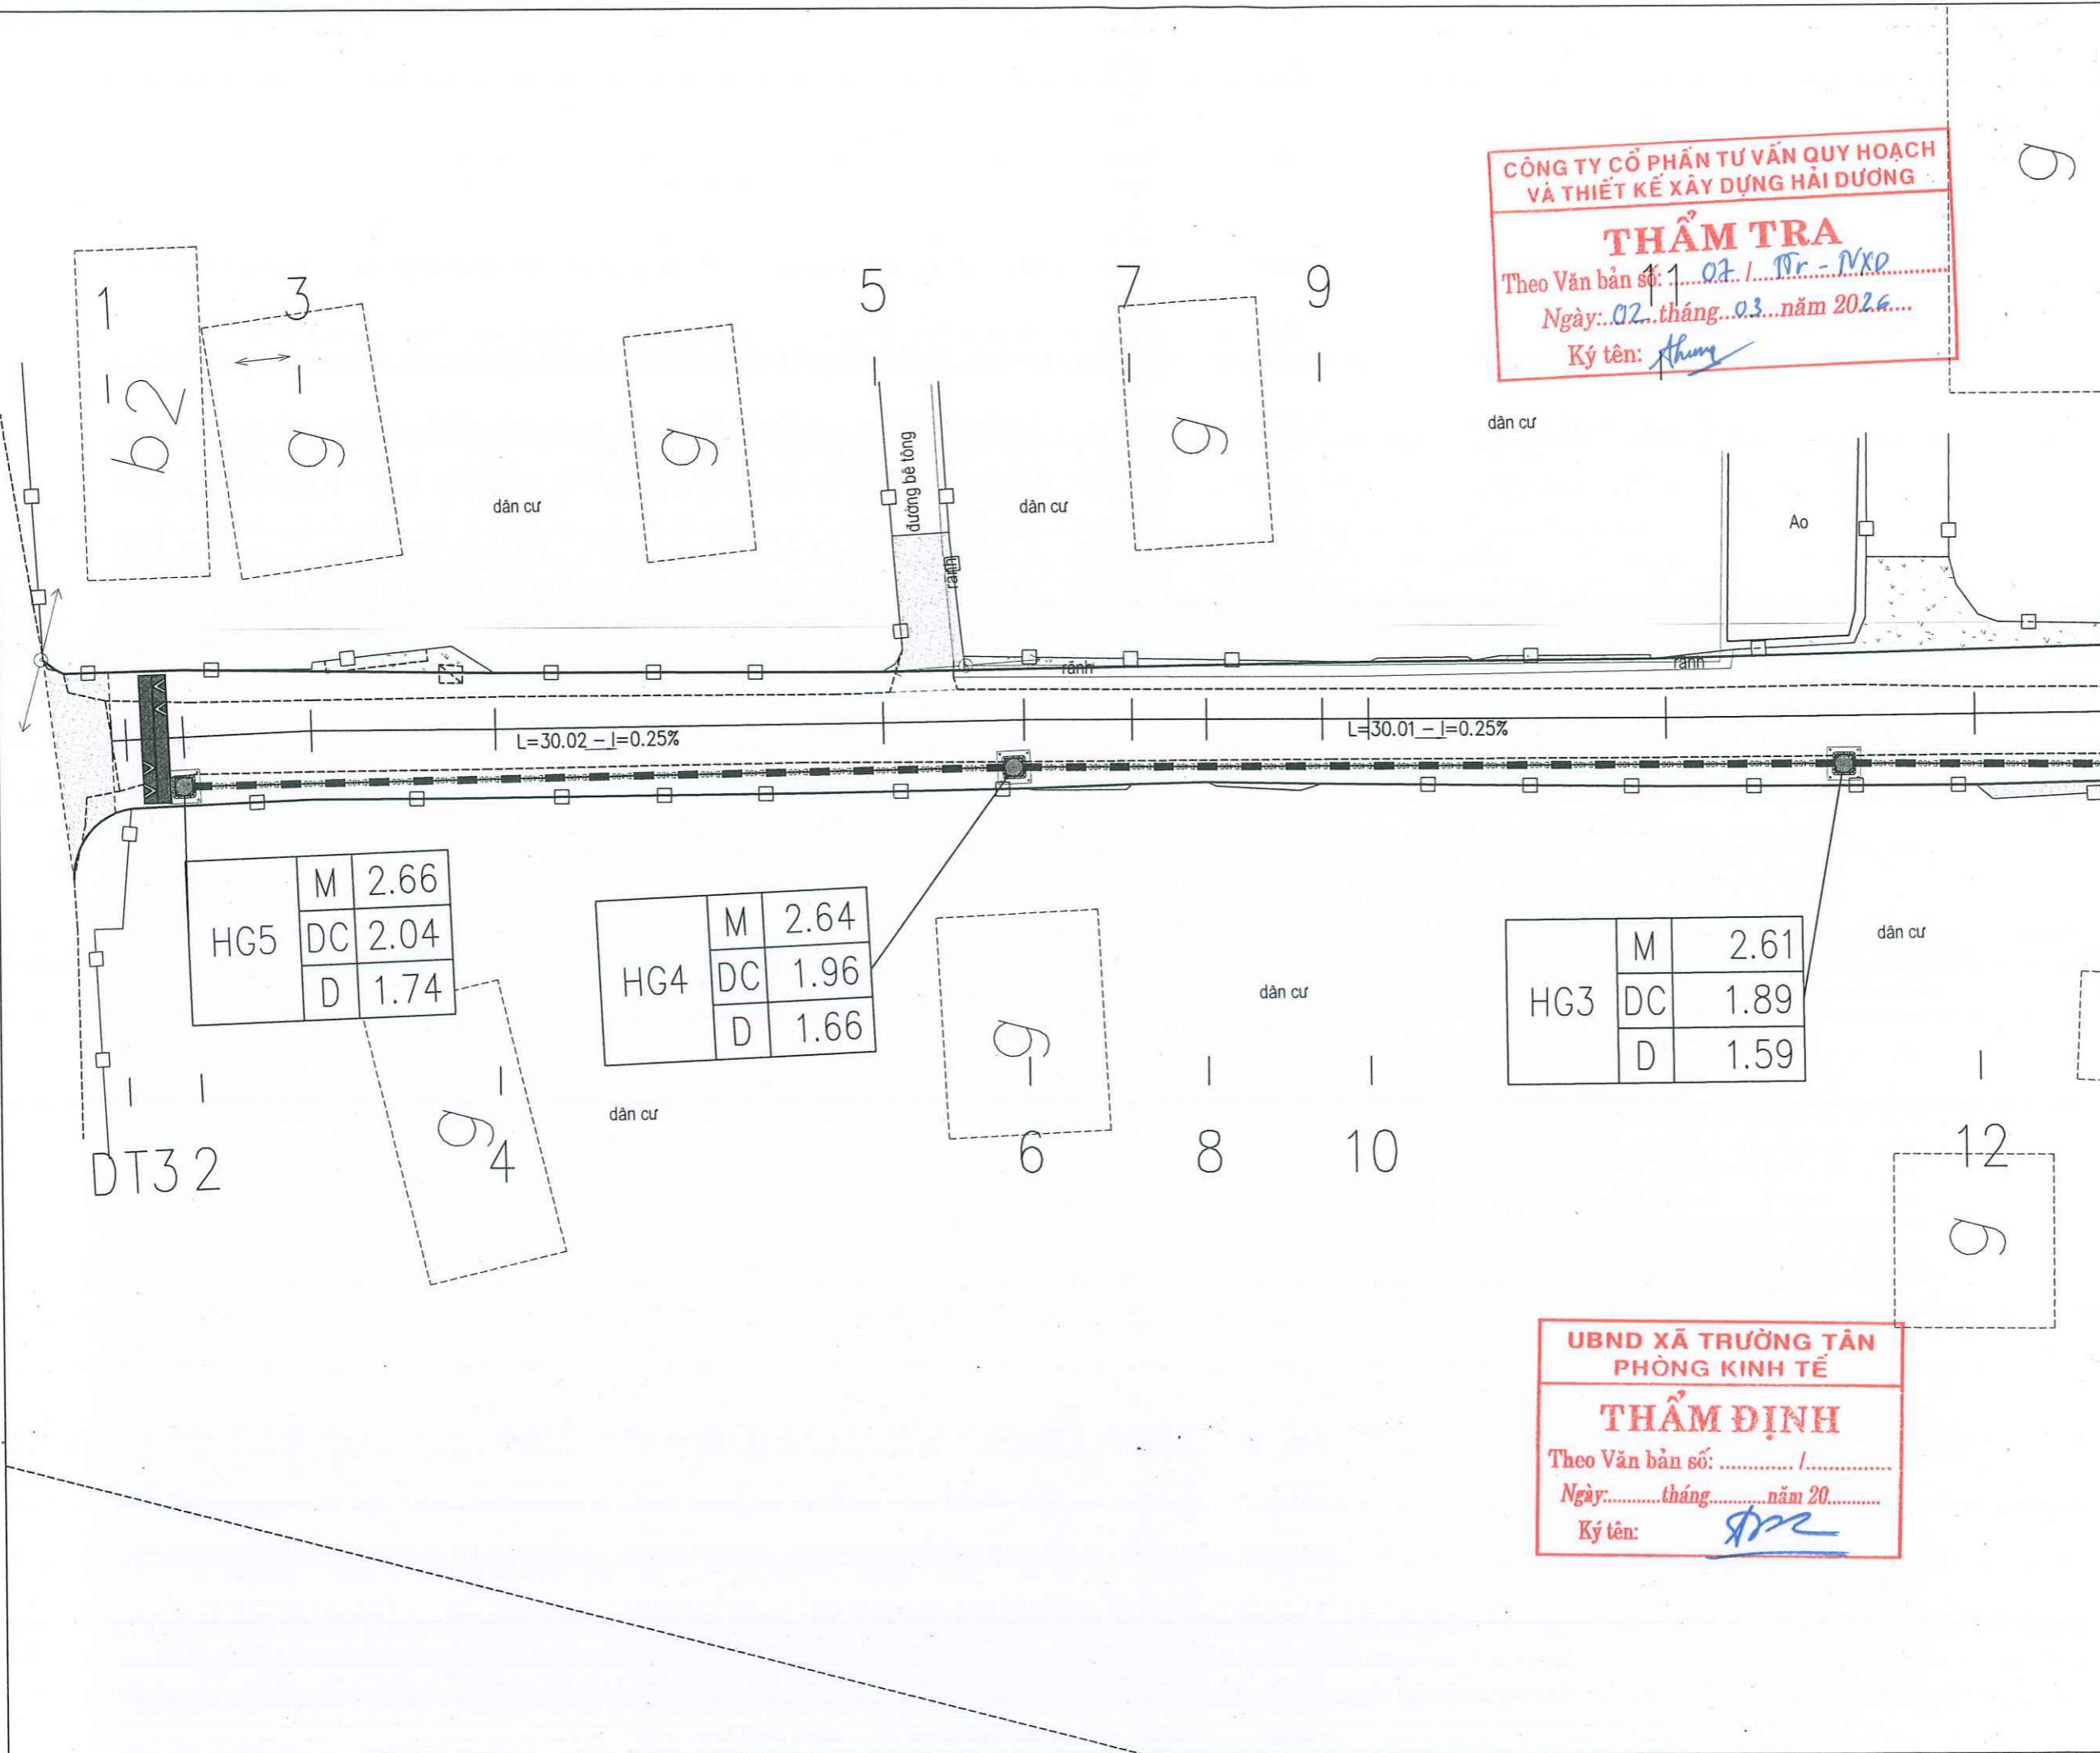 CÔNG TY CỔ PHẦN TƯ VẤN QUY HOẠCH
VÀ THIẾT KẾ XÂY DỰNG HẢI DƯƠNG
THẨM TRA
Theo Văn bản số: 07 / TTr - NXD
Ngày: 02 tháng 03 năm 2026
Ký tên:
1
3
5
7
9
11
b2
g
g
g
g
dân cư
dân cư
dân cư
đường bê tông
rãnh
Ao
rãnh
rãnh
L=30.02 – I=0.25%
L=30.01 – I=0.25%
HG5
M 2.66
DC 2.04
D 1.74
HG4
M 2.64
DC 1.96
D 1.66
HG3
M 2.61
DC 1.89
D 1.59
dân cư
dân cư
dân cư
g
g
g
DT3
2
4
6
8
10
12
UBND XÃ TRƯỜNG TÂN
PHÒNG KINH TẾ
THẨM ĐỊNH
Theo Văn bản số: ............. /...............
Ngày:..........tháng..........năm 20..........
Ký tên: